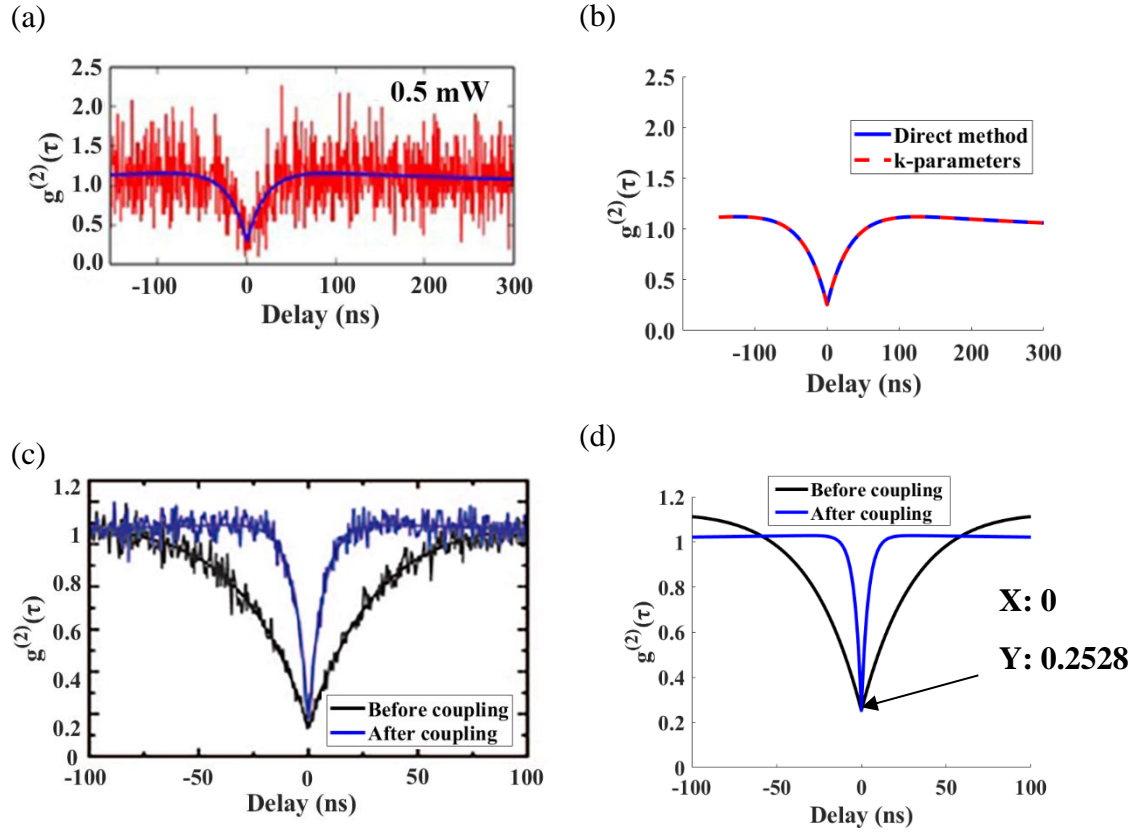 (a)
2.5
2.0
1.5
1.0
0.5
0.0
g(2)(τ)
0.5 mW
-100 0 100 200 300
Delay (ns)
(b)
2.5
2.0
1.5
1.0
0.5
0.0
g(2)(τ)
Direct method
k-parameters
-100 0 100 200 300
Delay (ns)
(c)
1.2
1
0.8
0.6
0.4
0.2
0
g(2)(τ)
Before coupling
After coupling
-100 -50 0 50 100
Delay (ns)
(d)
1.2
1
0.8
0.6
0.4
0.2
0
g(2)(τ)
Before coupling
After coupling
X: 0
Y: 0.2528
-100 -50 0 50 100
Delay (ns)